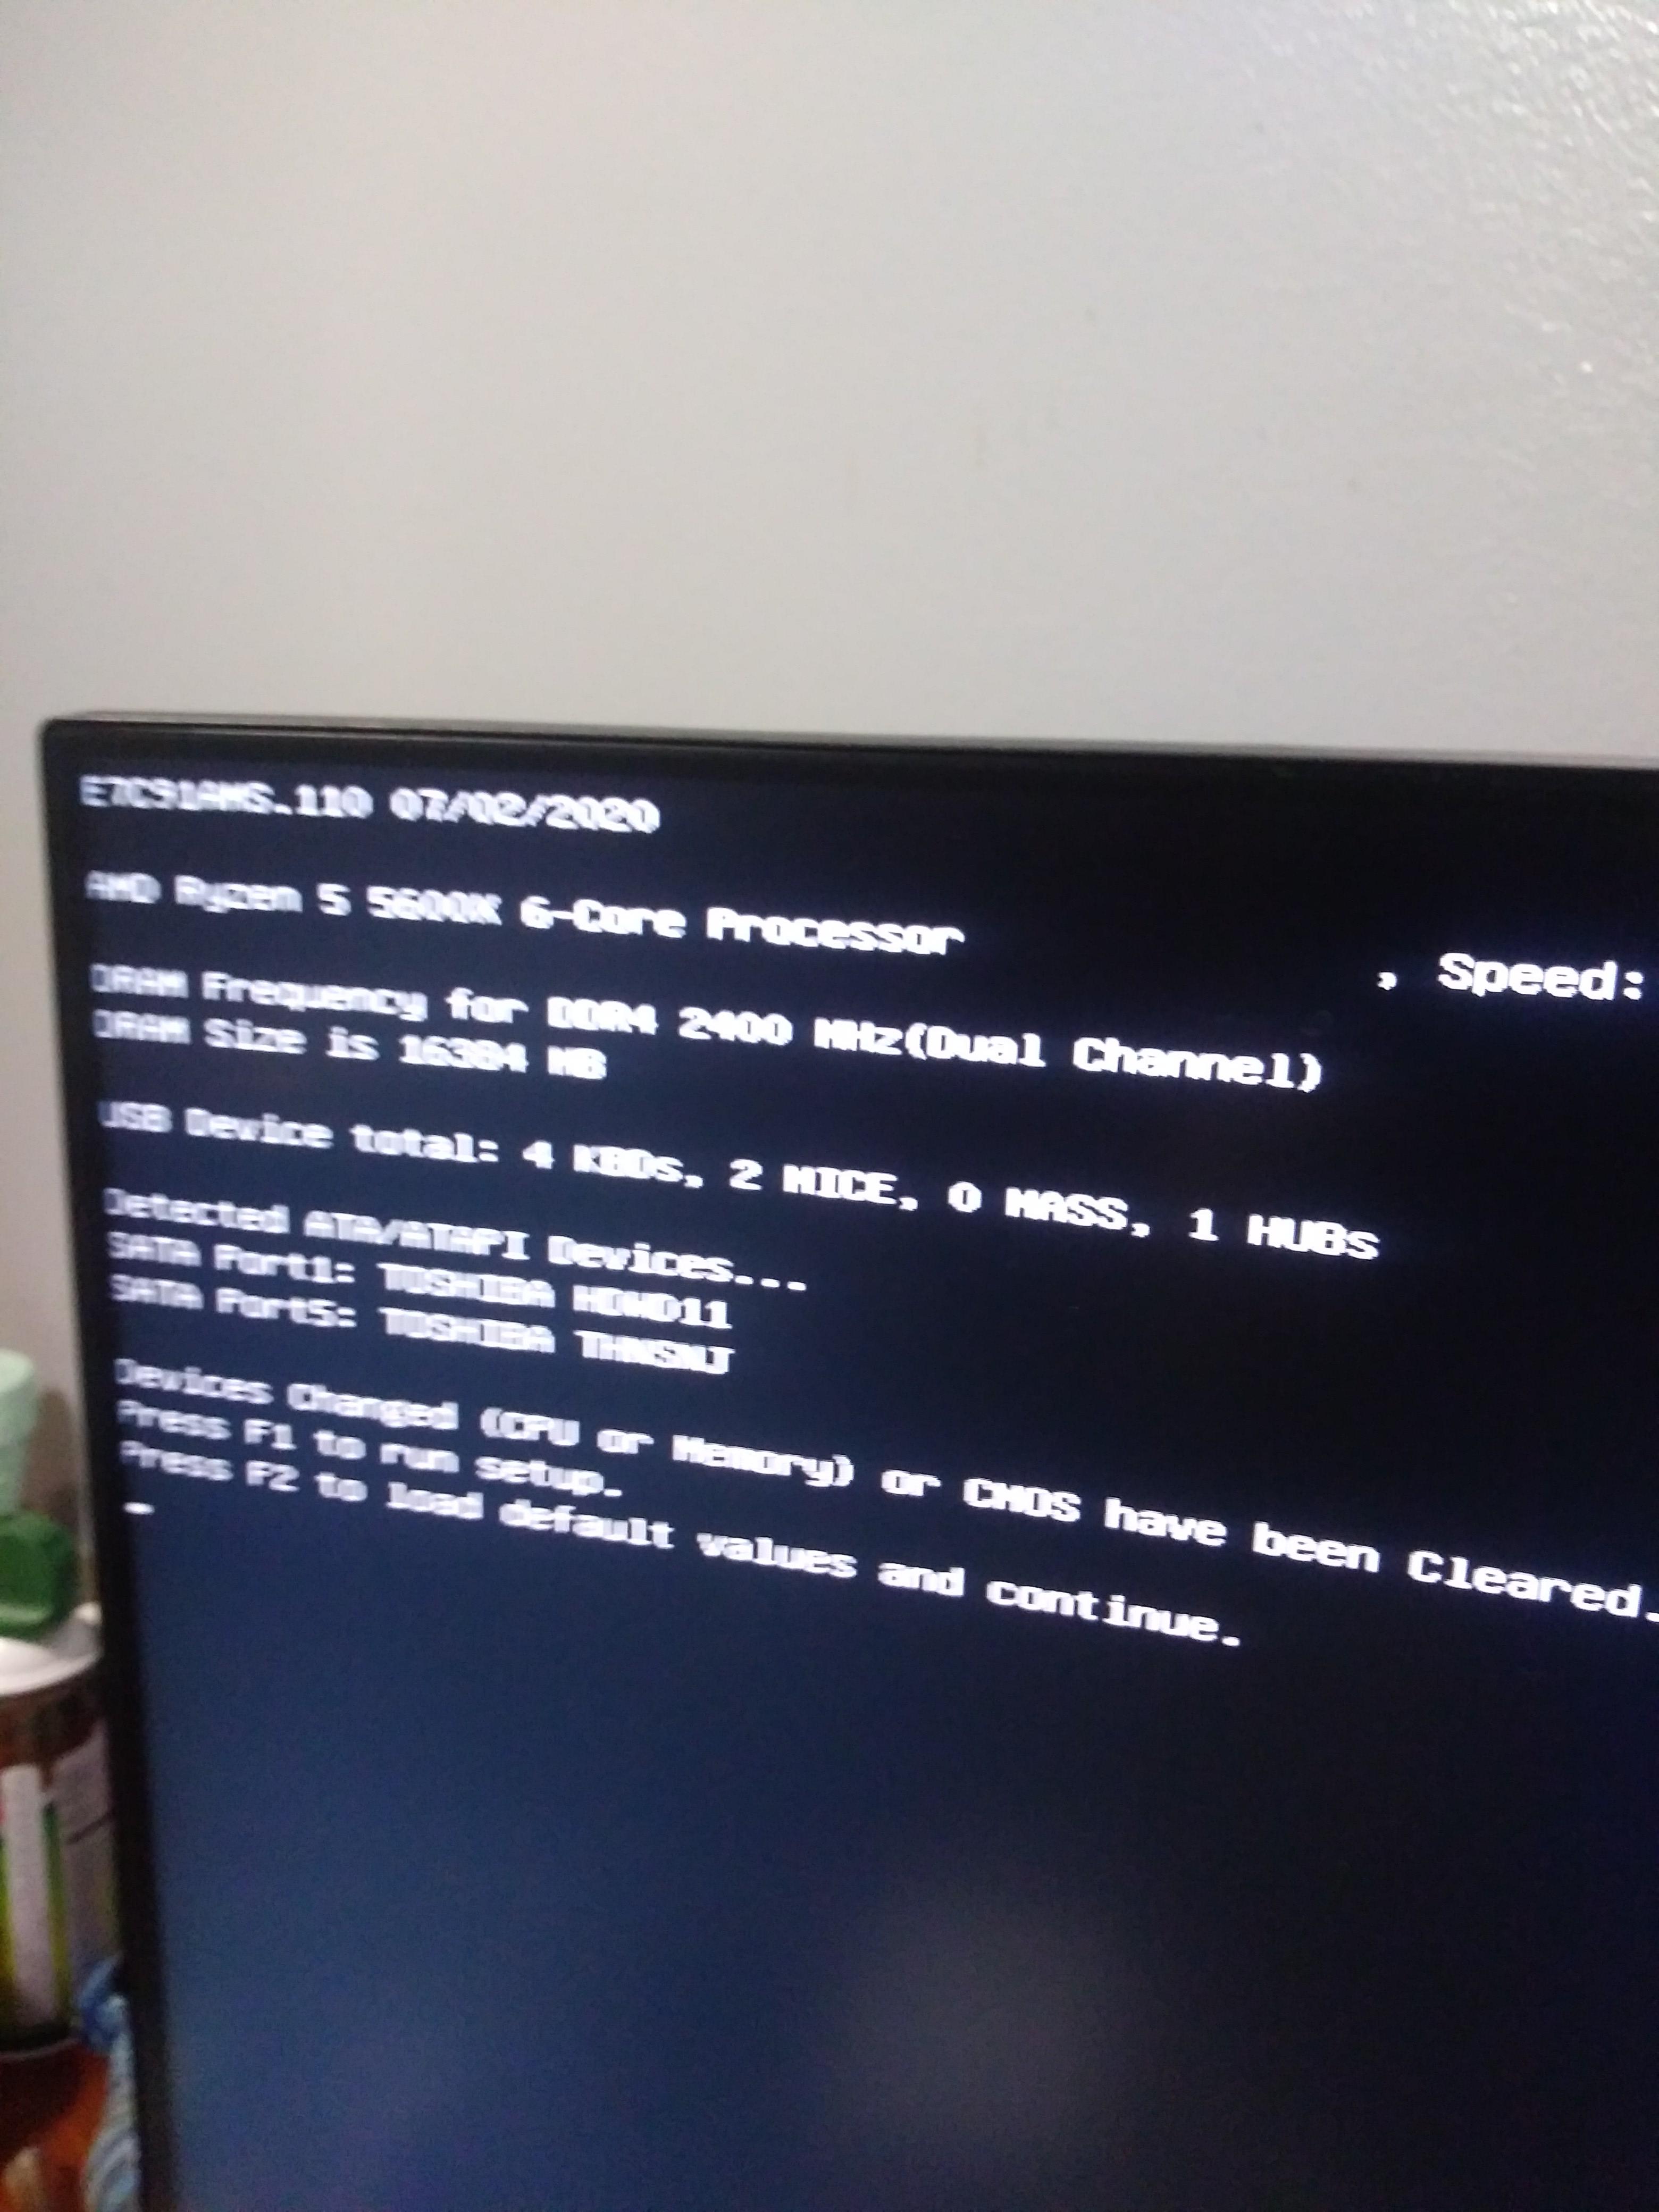 E7C91AMS.110 07/02/2020
AMD Ryzen 5 5600X 6-Core Processor , Speed:
DRAM Frequency for DDR4 2400 MHz(Dual Channel)
DRAM Size is 16384 MB
USB Device total: 4 KBDs, 2 MICE, 0 MASS, 1 HUBs
Detected ATA/ATAPI Devices...
SATA Port1: TOSHIBA HDWD11
SATA Port5: TOSHIBA THNSNJ
Devices Changed (CPU or Memory) or CMOS have been Cleared.
Press F1 to run setup.
Press F2 to load default values and continue.